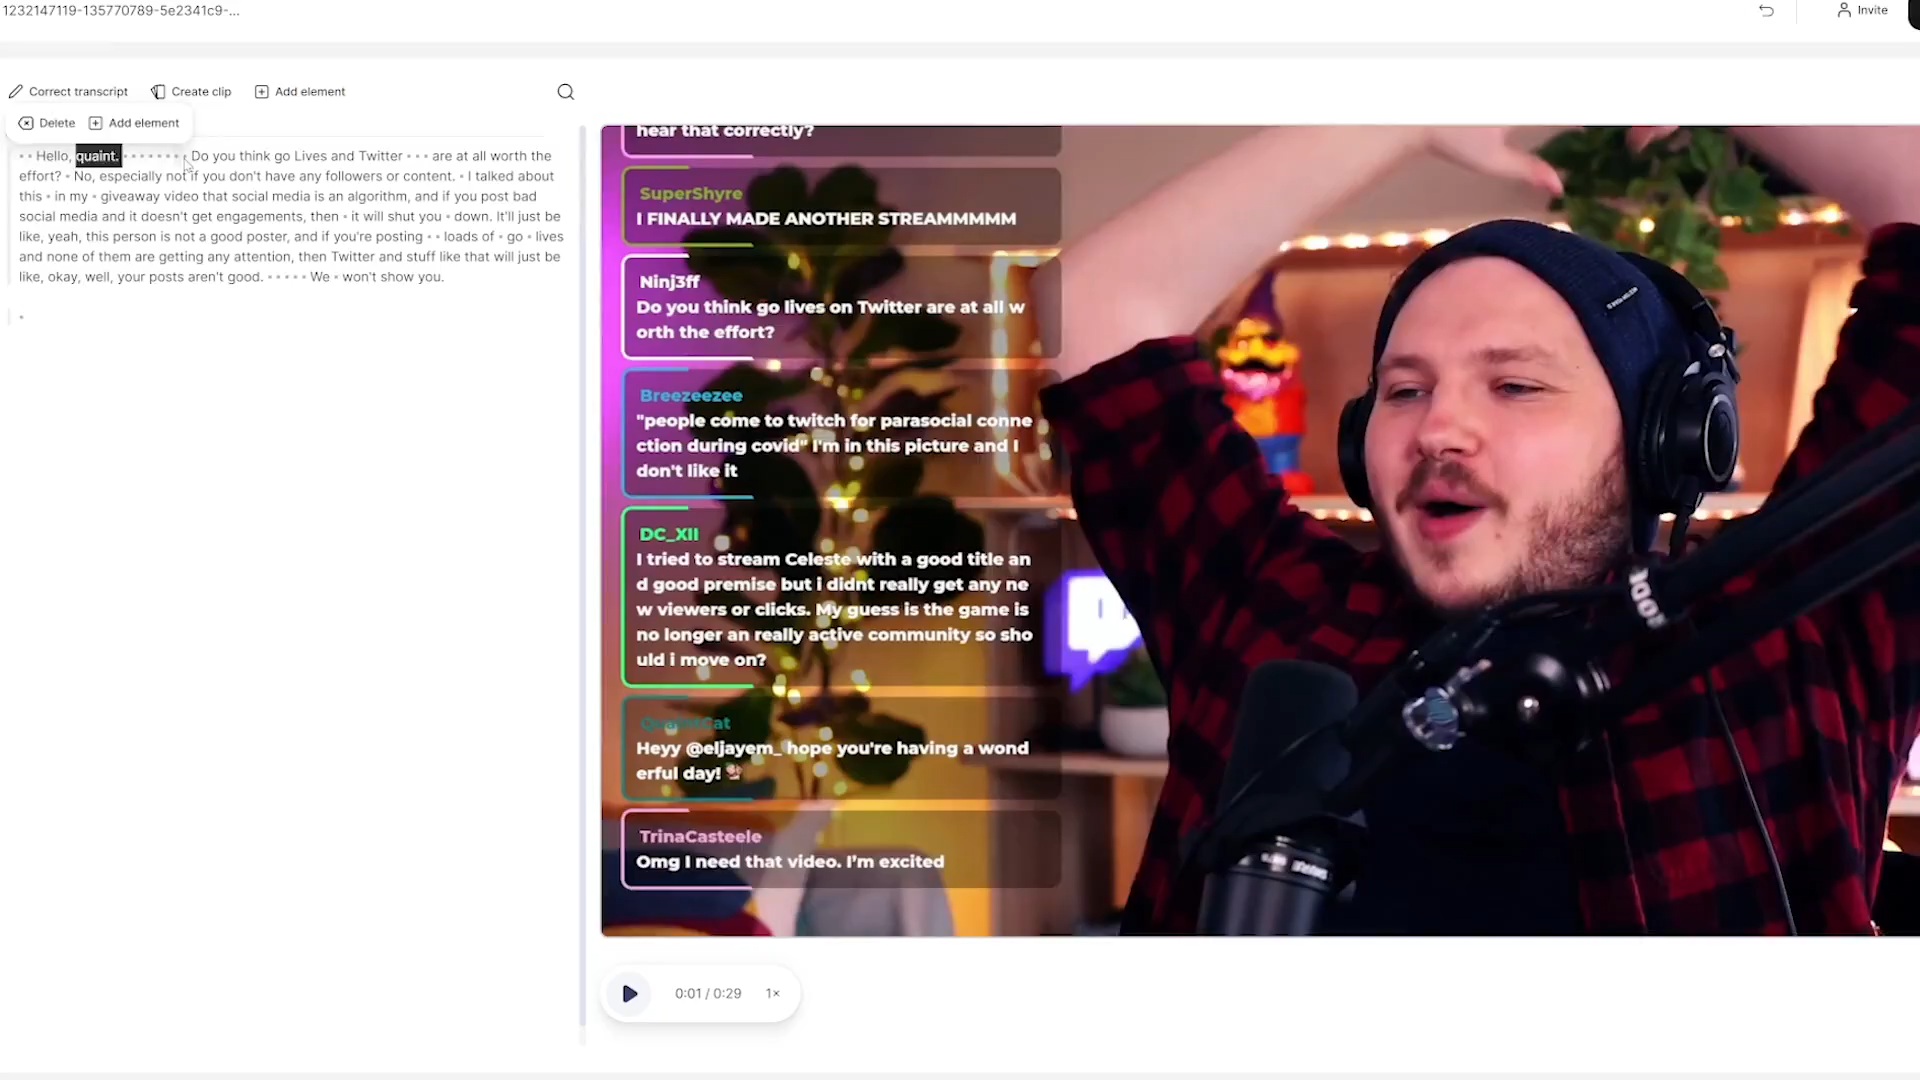 1232147119-135770789-5e2341c9-...
Invite
Correct transcript
Create clip
Add element
Delete
Add element
Hello, quaint. Do you think go Lives and Twitter are at all worth the
effort? No, especially not if you don't have any followers or content. I talked about
this in my giveaway video that social media is an algorithm, and if you post bad
social media and it doesn't get engagements, then it will shut you down. It'll just be
like, yeah, this person is not a good poster, and if you're posting loads of go lives
and none of them are getting any attention, then Twitter and stuff like that will just be
like, okay, well, your posts aren't good. We won't show you.
hear that correctly?
SuperShyre
I FINALLY MADE ANOTHER STREAMMMMM
Ninj3ff
Do you think go lives on Twitter are at all w
orth the effort?
Breezeezee
"people come to twitch for parasocial conne
ction during covid" I'm in this picture and I
don't like it
DC_XII
I tried to stream Celeste with a good title an
d good premise but i didnt really get any ne
w viewers or clicks. My guess is the game is
no longer an really active community so sho
uld i move on?
Heyy @eljayem_ hope you're having a wond
erful day!
TrinaCasteele
Omg I need that video. I'm excited
0:01 / 0:29
1×